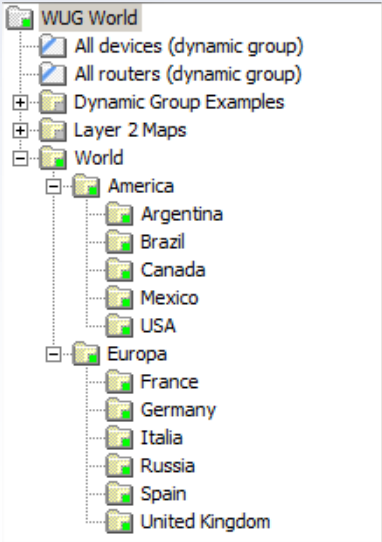 WUG World
All devices (dynamic group)
All routers (dynamic group)
Dynamic Group Examples
Layer 2 Maps
World
America
Argentina
Brazil
Canada
Mexico
USA
Europa
France
Germany
Italia
Russia
Spain
United Kingdom